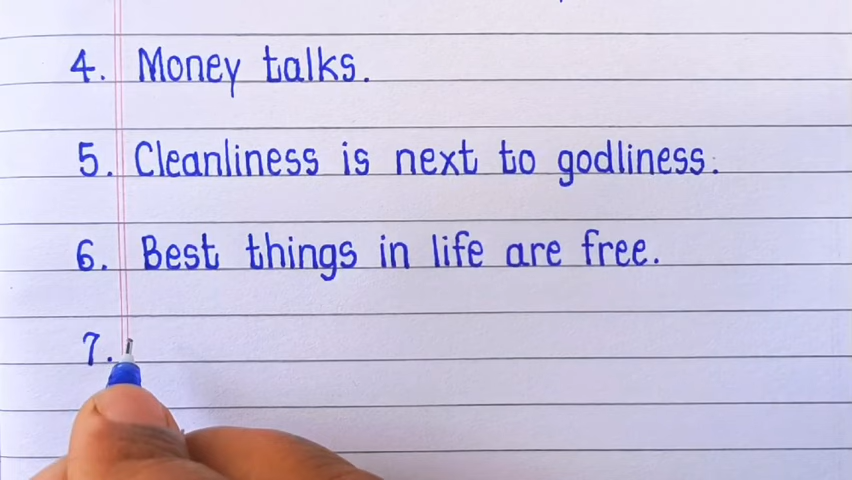 4. Money talks.
5. Cleanliness is next to godliness.
6. Best things in life are free.
7.